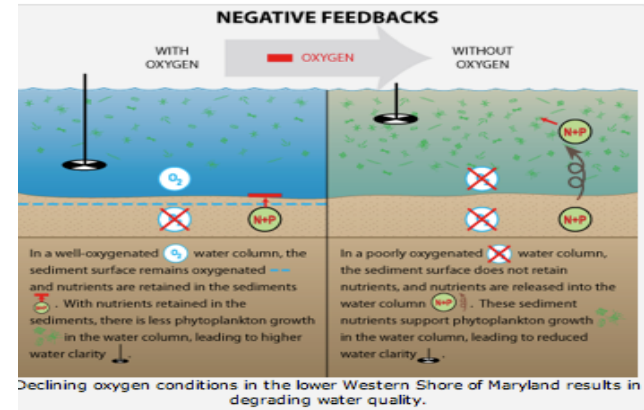 NEGATIVE FEEDBACKS
WITH
OXYGEN
OXYGEN
WITHOUT
OXYGEN
N+P
O₂
N+P
N+P
In a well-oxygenated O₂ water column, the
sediment surface remains oxygenated
and nutrients are retained in the sediments
. With nutrients retained in the
sediments, there is less phytoplankton growth
in the water column, leading to higher
water clarity .
In a poorly oxygenated water column,
the sediment surface does not retain
nutrients, and nutrients are released into the
water column N+P . These sediment
nutrients support phytoplankton growth
in the water column, leading to reduced
water clarity .
Declining oxygen conditions in the lower Western Shore of Maryland results in
degrading water quality.